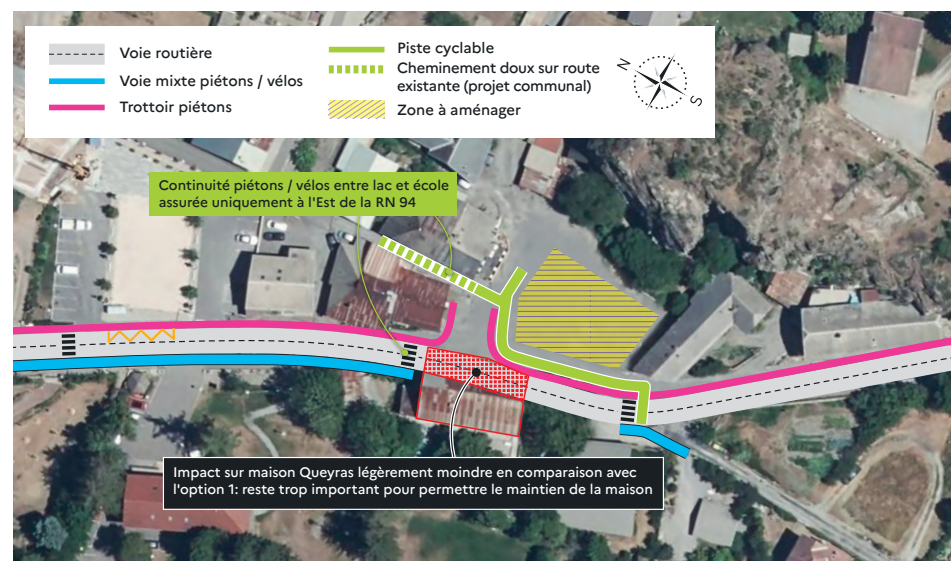 Voie routière
Voie mixte piétons / vélos
Trottoir piétons
Piste cyclable
Cheminement doux sur route
existante (projet communal)
Zone à aménager
N
S
Continuité piétons / vélos entre lac et école
assurée uniquement à l'Est de la RN 94
Impact sur maison Queyras légèrement moindre en comparaison avec
l'option 1: reste trop important pour permettre le maintien de la maison